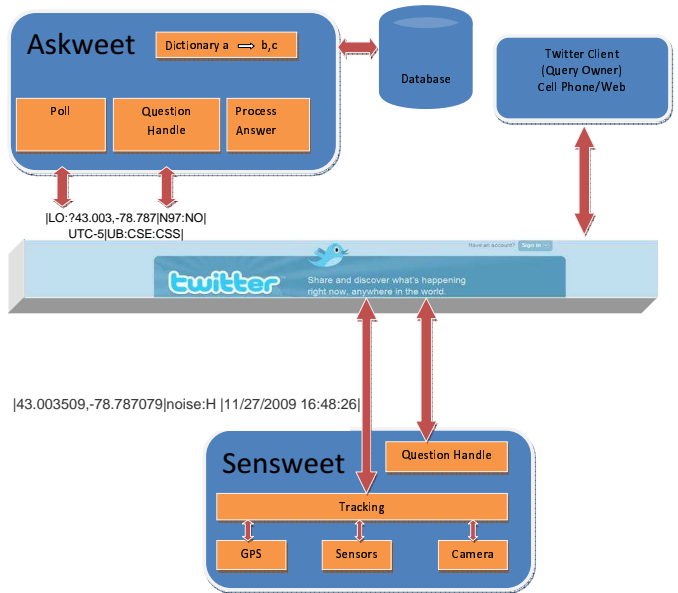 Askweet
Dictionary a ⇒ b,c
Database
Twitter Client
(Query Owner)
Cell Phone/Web
Poll
Question
Handle
Process
Answer
|LO:?43.003,-78.787|N97:NO|
UTC-5|UB:CSE:CSS|
Have an account? Sign in
twitter
Share and discover what's happening
right now, anywhere in the world.
|43.003509,-78.787079|noise:H |11/27/2009 16:48:26|
Sensweet
Question Handle
Tracking
GPS
Sensors
Camera